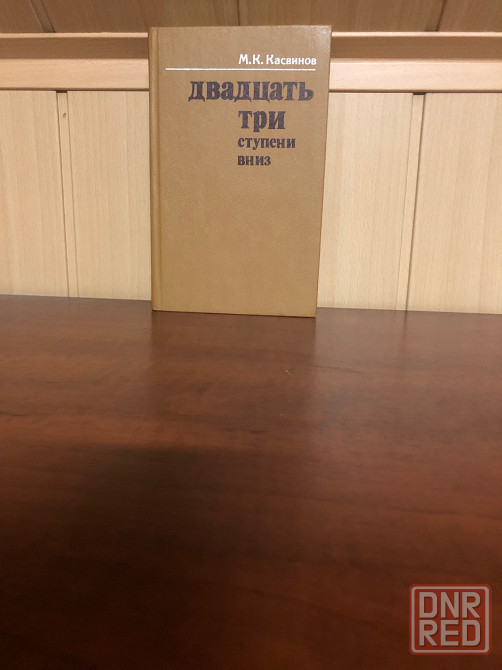 М.К. Касвинов
двадцать
три
ступени
вниз
DNR
RED